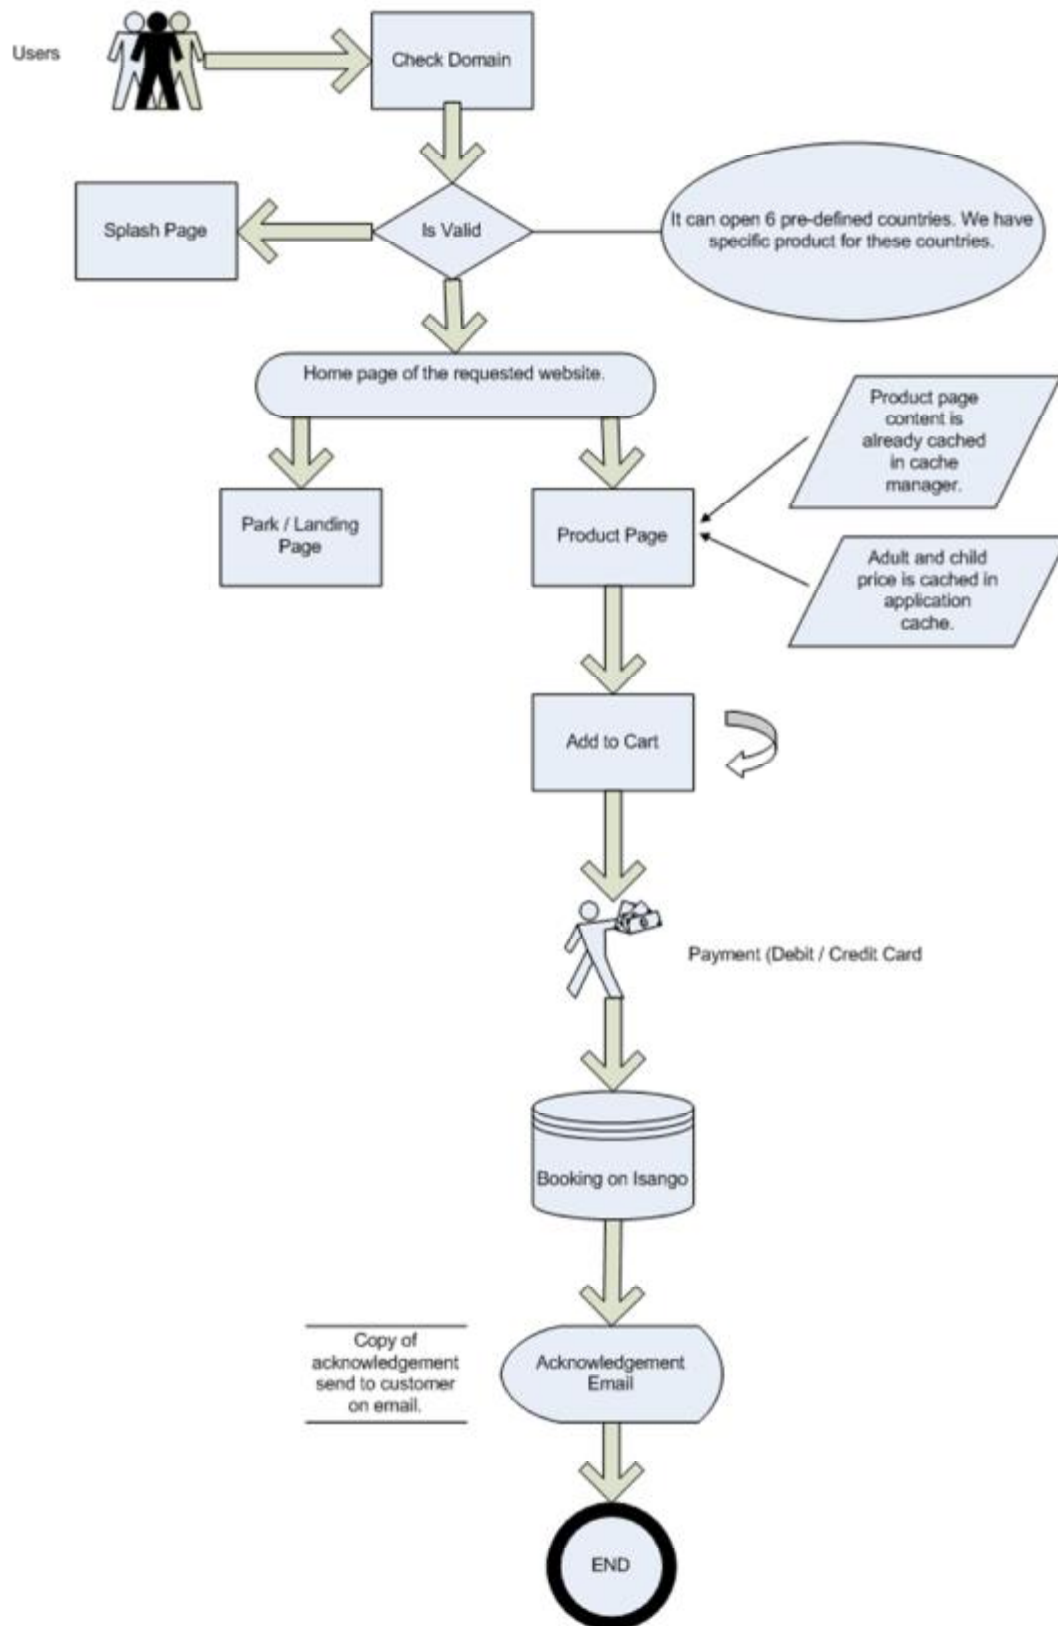 Users
Check Domain
Splash Page
Is Valid
It can open 6 pre-defined countries. We have
specific product for these countries.
Home page of the requested website.
Product page
content is
already cached
in cache
manager.
Park / Landing
Page
Product Page
Adult and child
price is cached in
application
cache.
Add to Cart
Payment (Debit / Credit Card
Booking on Isango
Copy of
acknowledgement
send to customer
on email.
Acknowledgement
Email
END